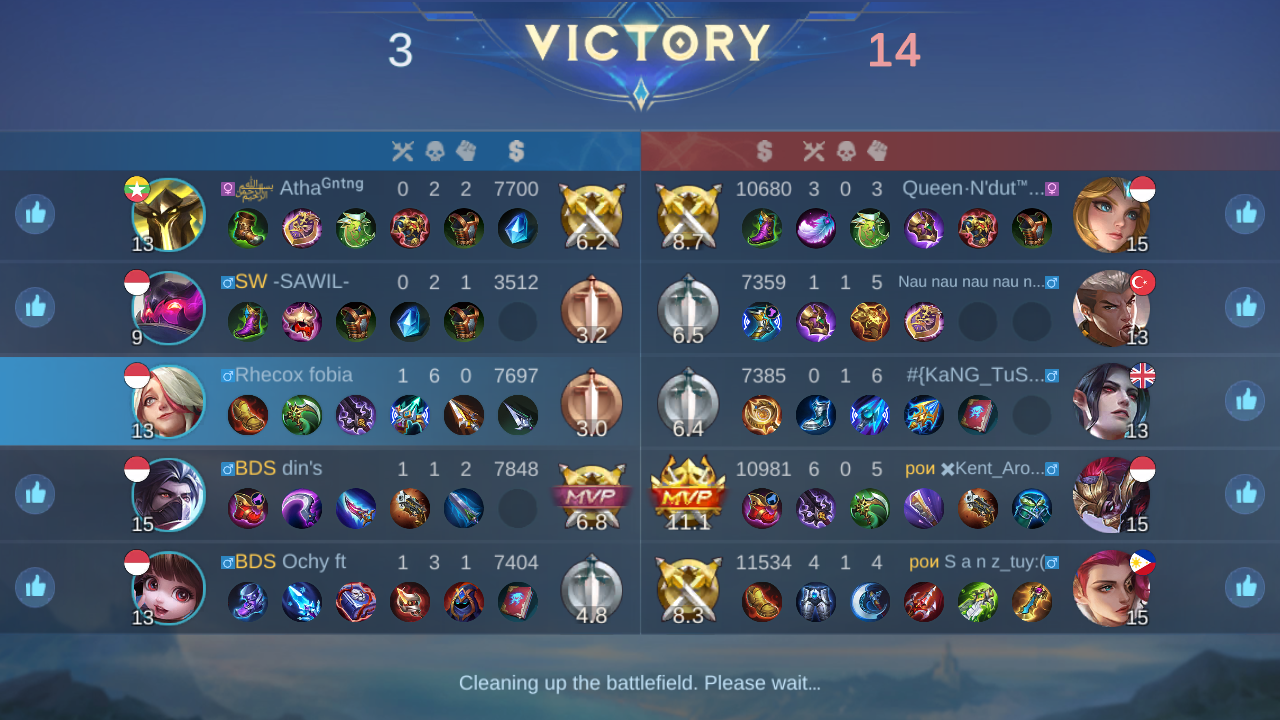 3 VICTORY 14
$ $
Atha Gntng 0 2 2 7700
13 6.2
10680 3 0 3 Queen·N'dut™...
8.7 15
SW -SAWIL- 0 2 1 3512
9 3.2
7359 1 1 5 Nau nau nau nau n...
6.5 13
Rhecox fobia 1 6 0 7697
13 3.0
7385 0 1 6 #{KaNG_TuS...
6.4 13
BDS din's 1 1 2 7848
15 MVP 6.8
10981 6 0 5 рои ✖Kent_Aro...
MVP 11.1 15
BDS Ochy ft 1 3 1 7404
13 4.8
11534 4 1 4 рои S a n z_tuy:(
8.3 15
Cleaning up the battlefield. Please wait...